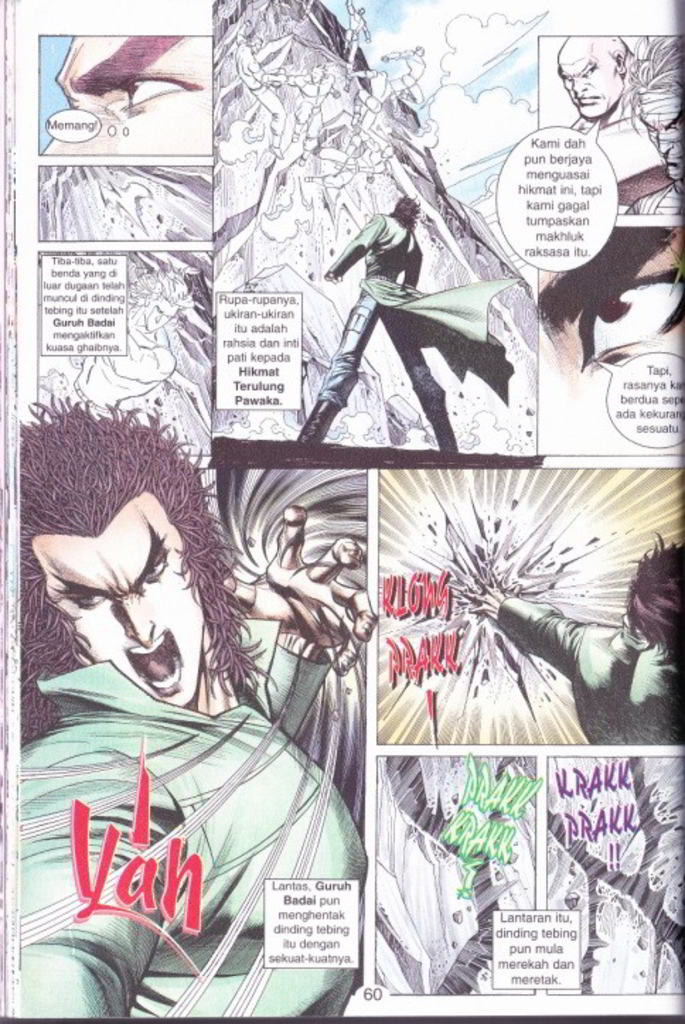 Memang!
Kami dah
pun berjaya
menguasai
hikmat ini, tapi
kami gagal
tumpaskan
makhluk
raksasa itu.
Tiba-tiba, satu
benda yang di
luar dugaan telah
muncul di dinding
tebing itu setelah
Guruh Badai
mengaktifkan
kuasa ghaibnya.
Rupa-rupanya,
ukiran-ukiran
itu adalah
rahsia dan inti
pati kepada
Hikmat
Terulung
Pawaka.
Tapi,
rasanya
berdua
ada
sesuatu
Yah
Lantas, Guruh
Badai pun
menghentak
dinding tebing
itu dengan
sekuat-kuatnya.
KLONG
PRAKK
!
PRAKK
KRAKK
!
KRAKK
PRAKK
!!
Lantaran itu,
dinding tebing
pun mula
merekah dan
meretak.
60